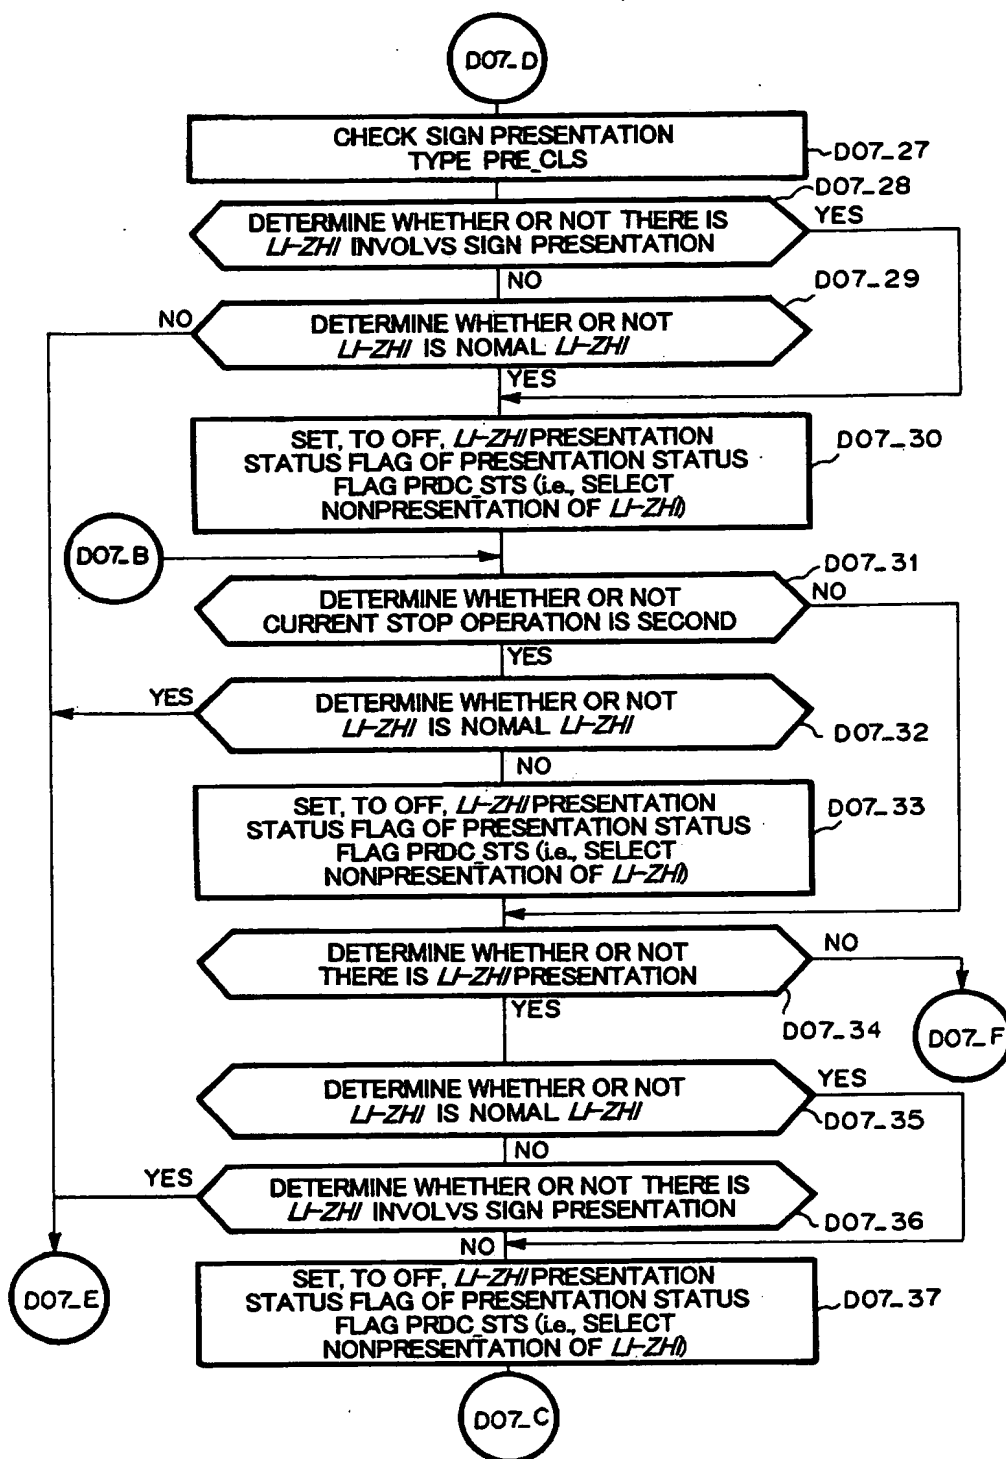 D07_D
CHECK SIGN PRESENTATION
TYPE PRE_CLS
D07_27
D07_28
DETERMINE WHETHER OR NOT THERE IS
LI-ZHI INVOLVS SIGN PRESENTATION
YES
NO
D07_29
NO
DETERMINE WHETHER OR NOT
LI-ZHI IS NOMAL LI-ZHI
YES
SET, TO OFF, LI-ZHI PRESENTATION
STATUS FLAG OF PRESENTATION STATUS
FLAG PRDC_STS (i.e., SELECT
NONPRESENTATION OF LI-ZHI)
D07_30
D07_B
D07_31
DETERMINE WHETHER OR NOT
CURRENT STOP OPERATION IS SECOND
NO
YES
YES
DETERMINE WHETHER OR NOT
LI-ZHI IS NOMAL LI-ZHI
D07_32
NO
SET, TO OFF, LI-ZHI PRESENTATION
STATUS FLAG OF PRESENTATION STATUS
FLAG PRDC_STS (i.e., SELECT
NONPRESENTATION OF LI-ZHI)
D07_33
DETERMINE WHETHER OR NOT
THERE IS LI-ZHI PRESENTATION
NO
YES
D07_34
D07_F
DETERMINE WHETHER OR NOT
LI-ZHI IS NOMAL LI-ZHI
YES
D07_35
NO
YES
DETERMINE WHETHER OR NOT THERE IS
LI-ZHI INVOLVS SIGN PRESENTATION
D07_36
NO
D07_E
SET, TO OFF, LI-ZHI PRESENTATION
STATUS FLAG OF PRESENTATION STATUS
FLAG PRDC_STS (i.e., SELECT
NONPRESENTATION OF LI-ZHI)
D07_37
D07_C